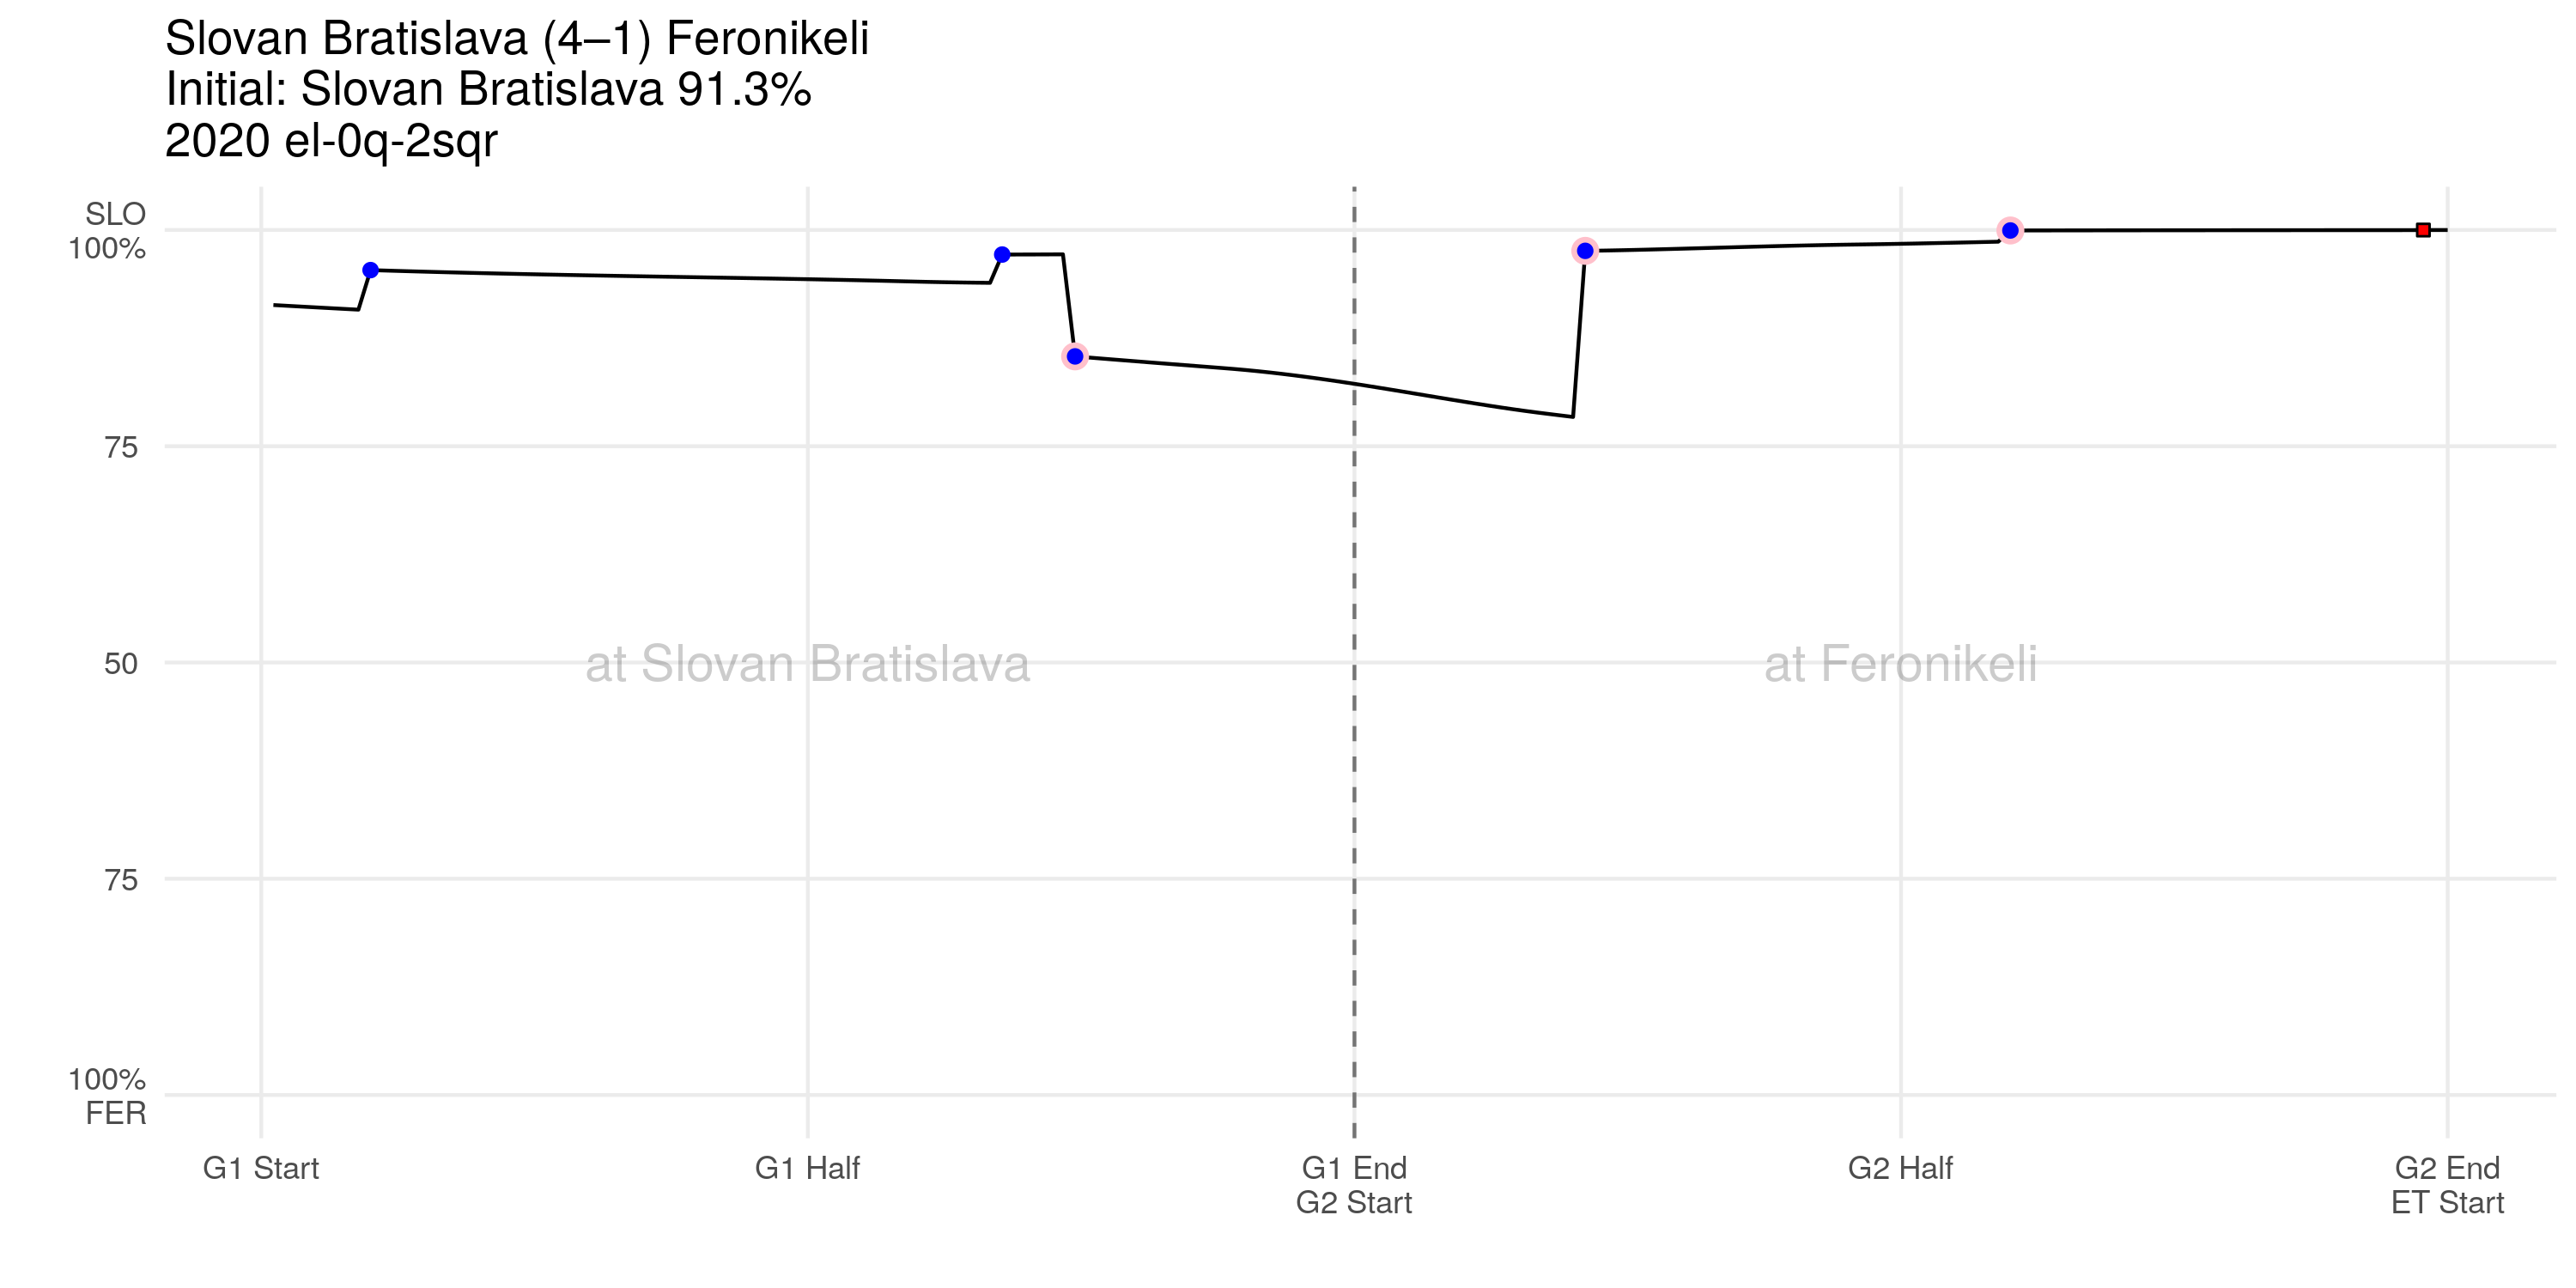 Slovan Bratislava (4–1) Feronikeli
Initial: Slovan Bratislava 91.3%
2020 el-0q-2sqr
SLO
100%
75
50
75
100%
FER
at Slovan Bratislava
at Feronikeli
G1 Start
G1 Half
G1 End
G2 Start
G2 Half
G2 End
ET Start